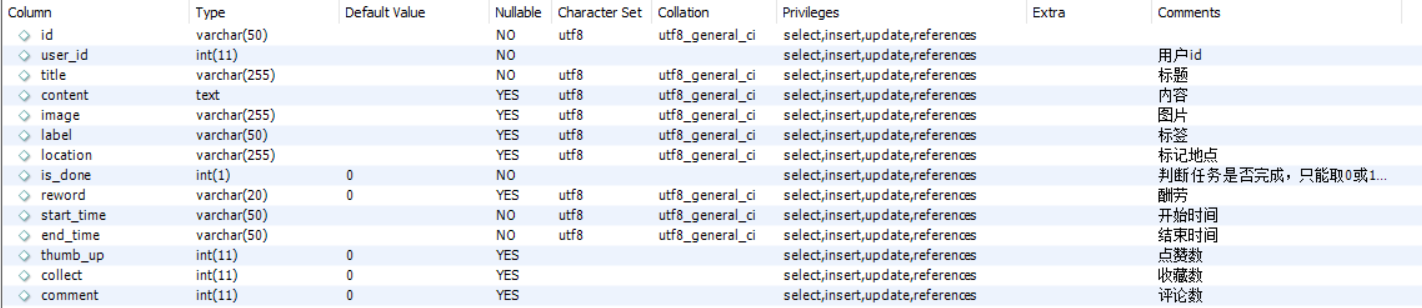 Column Type Default Value Nullable Character Set Collation Privileges Extra Comments
id varchar(50) NO utf8 utf8_general_ci select,insert,update,references
user_id int(11) NO select,insert,update,references 用户id
title varchar(255) NO utf8 utf8_general_ci select,insert,update,references 标题
content text YES utf8 utf8_general_ci select,insert,update,references 内容
image varchar(255) YES utf8 utf8_general_ci select,insert,update,references 图片
label varchar(50) YES utf8 utf8_general_ci select,insert,update,references 标签
location varchar(255) YES utf8 utf8_general_ci select,insert,update,references 标记地点
is_done int(1) 0 NO select,insert,update,references 判断任务是否完成，只能取0或1...
reword varchar(20) 0 YES utf8 utf8_general_ci select,insert,update,references 酬劳
start_time varchar(50) NO utf8 utf8_general_ci select,insert,update,references 开始时间
end_time varchar(50) NO utf8 utf8_general_ci select,insert,update,references 结束时间
thumb_up int(11) 0 YES select,insert,update,references 点赞数
collect int(11) 0 YES select,insert,update,references 收藏数
comment int(11) 0 YES select,insert,update,references 评论数